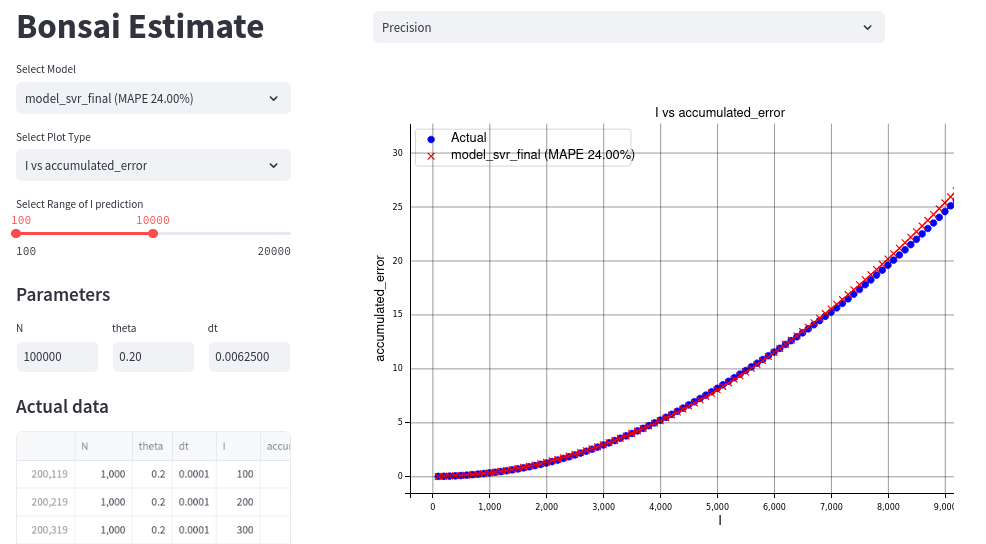 Bonsai Estimate
Select Model
model_svr_final (MAPE 24.00%)
Select Plot Type
I vs accumulated_error
Select Range of I prediction
100 10000
100 20000
Parameters
N theta dt
100000 0.20 0.0062500
Actual data
N theta dt I accu
200,119 1,000 0.2 0.0001 100
200,219 1,000 0.2 0.0001 200
200,319 1,000 0.2 0.0001 300
Precision
I vs accumulated_error
Actual
model_svr_final (MAPE 24.00%)
accumulated_error
30
25
20
15
10
5
0
0 1,000 2,000 3,000 4,000 5,000 6,000 7,000 8,000 9,000
I